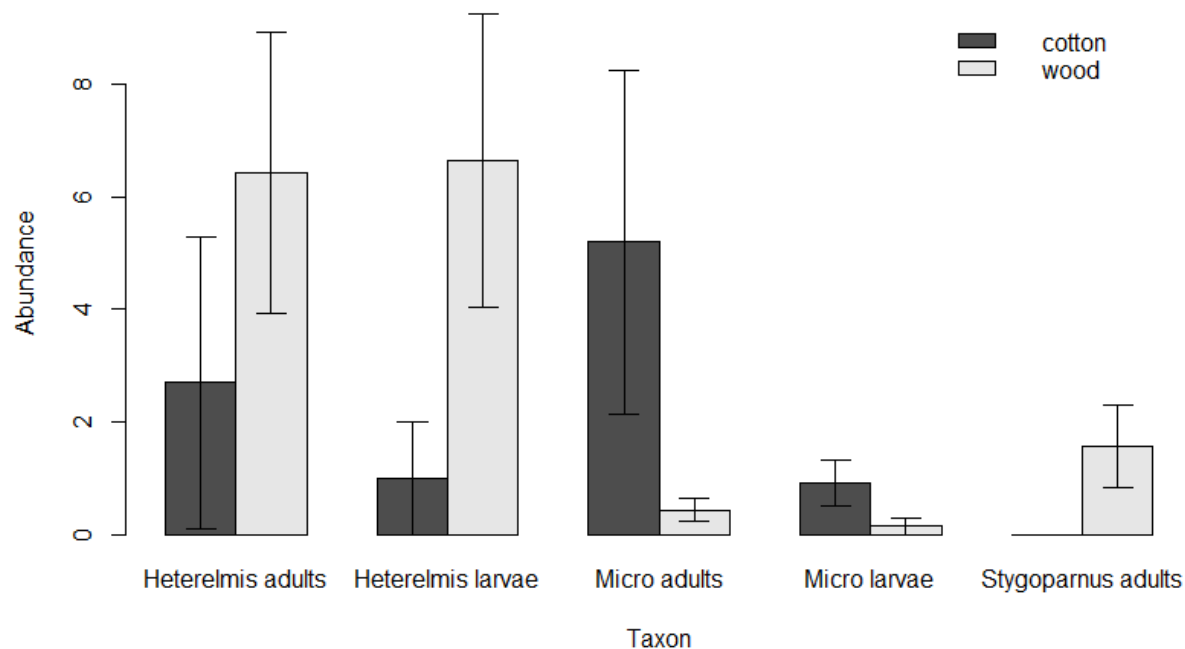 cotton
wood
8
6
4
2
0
Abundance
Heterelmis adults
Heterelmis larvae
Micro adults
Micro larvae
Stygoparnus adults
Taxon